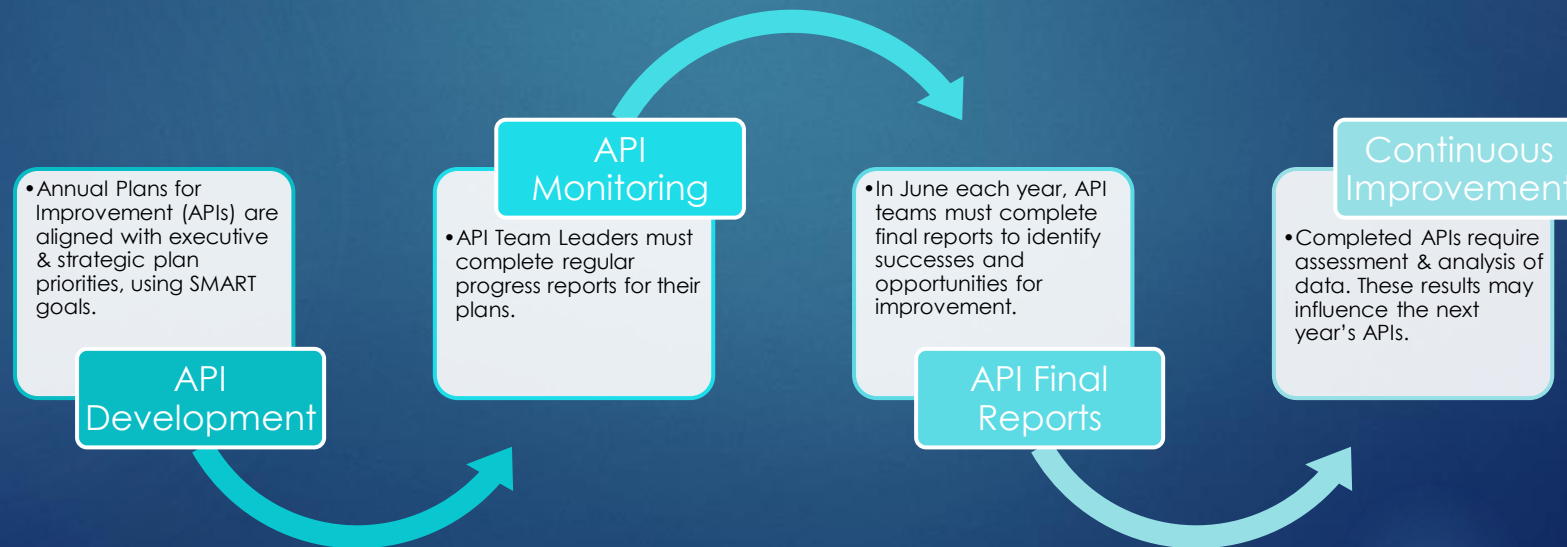 •Annual Plans for
Improvement (APIs) are
aligned with executive
& strategic plan
priorities, using SMART
goals.
API
Development
API
Monitoring
•API Team Leaders must
complete regular
progress reports for their
plans.
•In June each year, API
teams must complete
final reports to identify
successes and
opportunities for
improvement.
API Final
Reports
Continuous
Improvement
•Completed APIs require
assessment & analysis of
data. These results may
influence the next
year’s APIs.